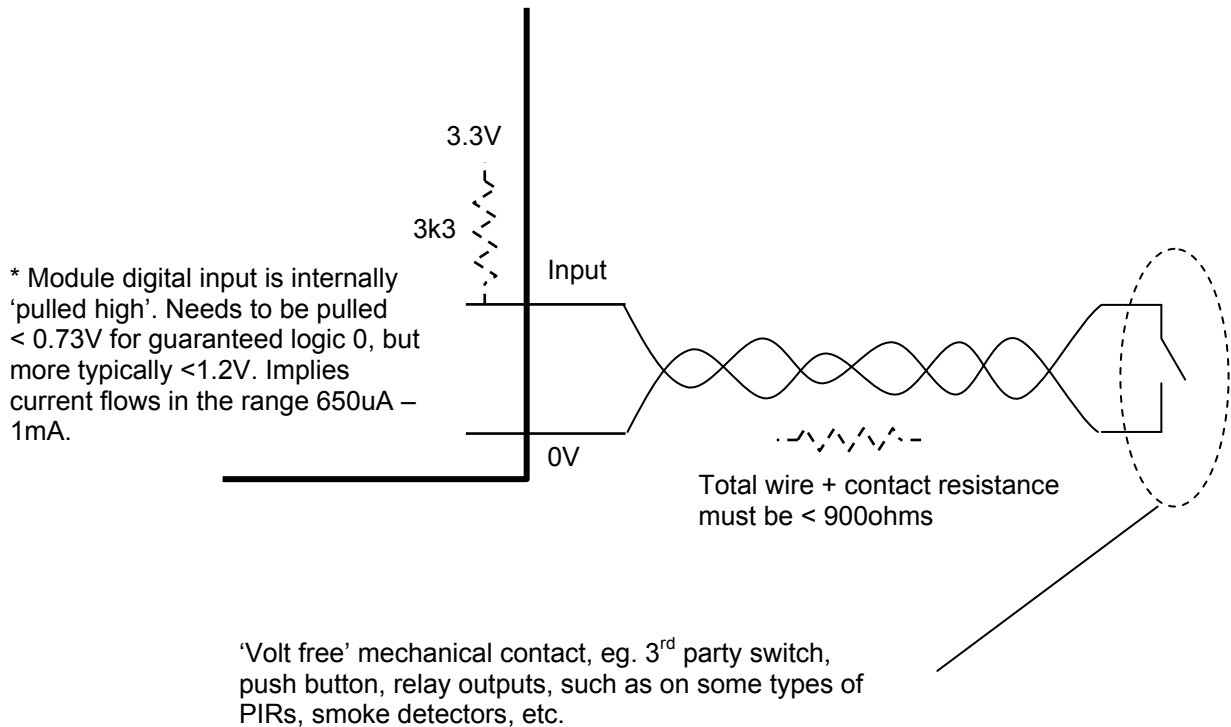 3.3V
3k3
* Module digital input is internally
‘pulled high’. Needs to be pulled
< 0.73V for guaranteed logic 0, but
more typically <1.2V. Implies
current flows in the range 650uA –
1mA.
Input
0V
Total wire + contact resistance
must be < 900ohms
‘Volt free’ mechanical contact, eg. 3rd party switch,
push button, relay outputs, such as on some types of
PIRs, smoke detectors, etc.